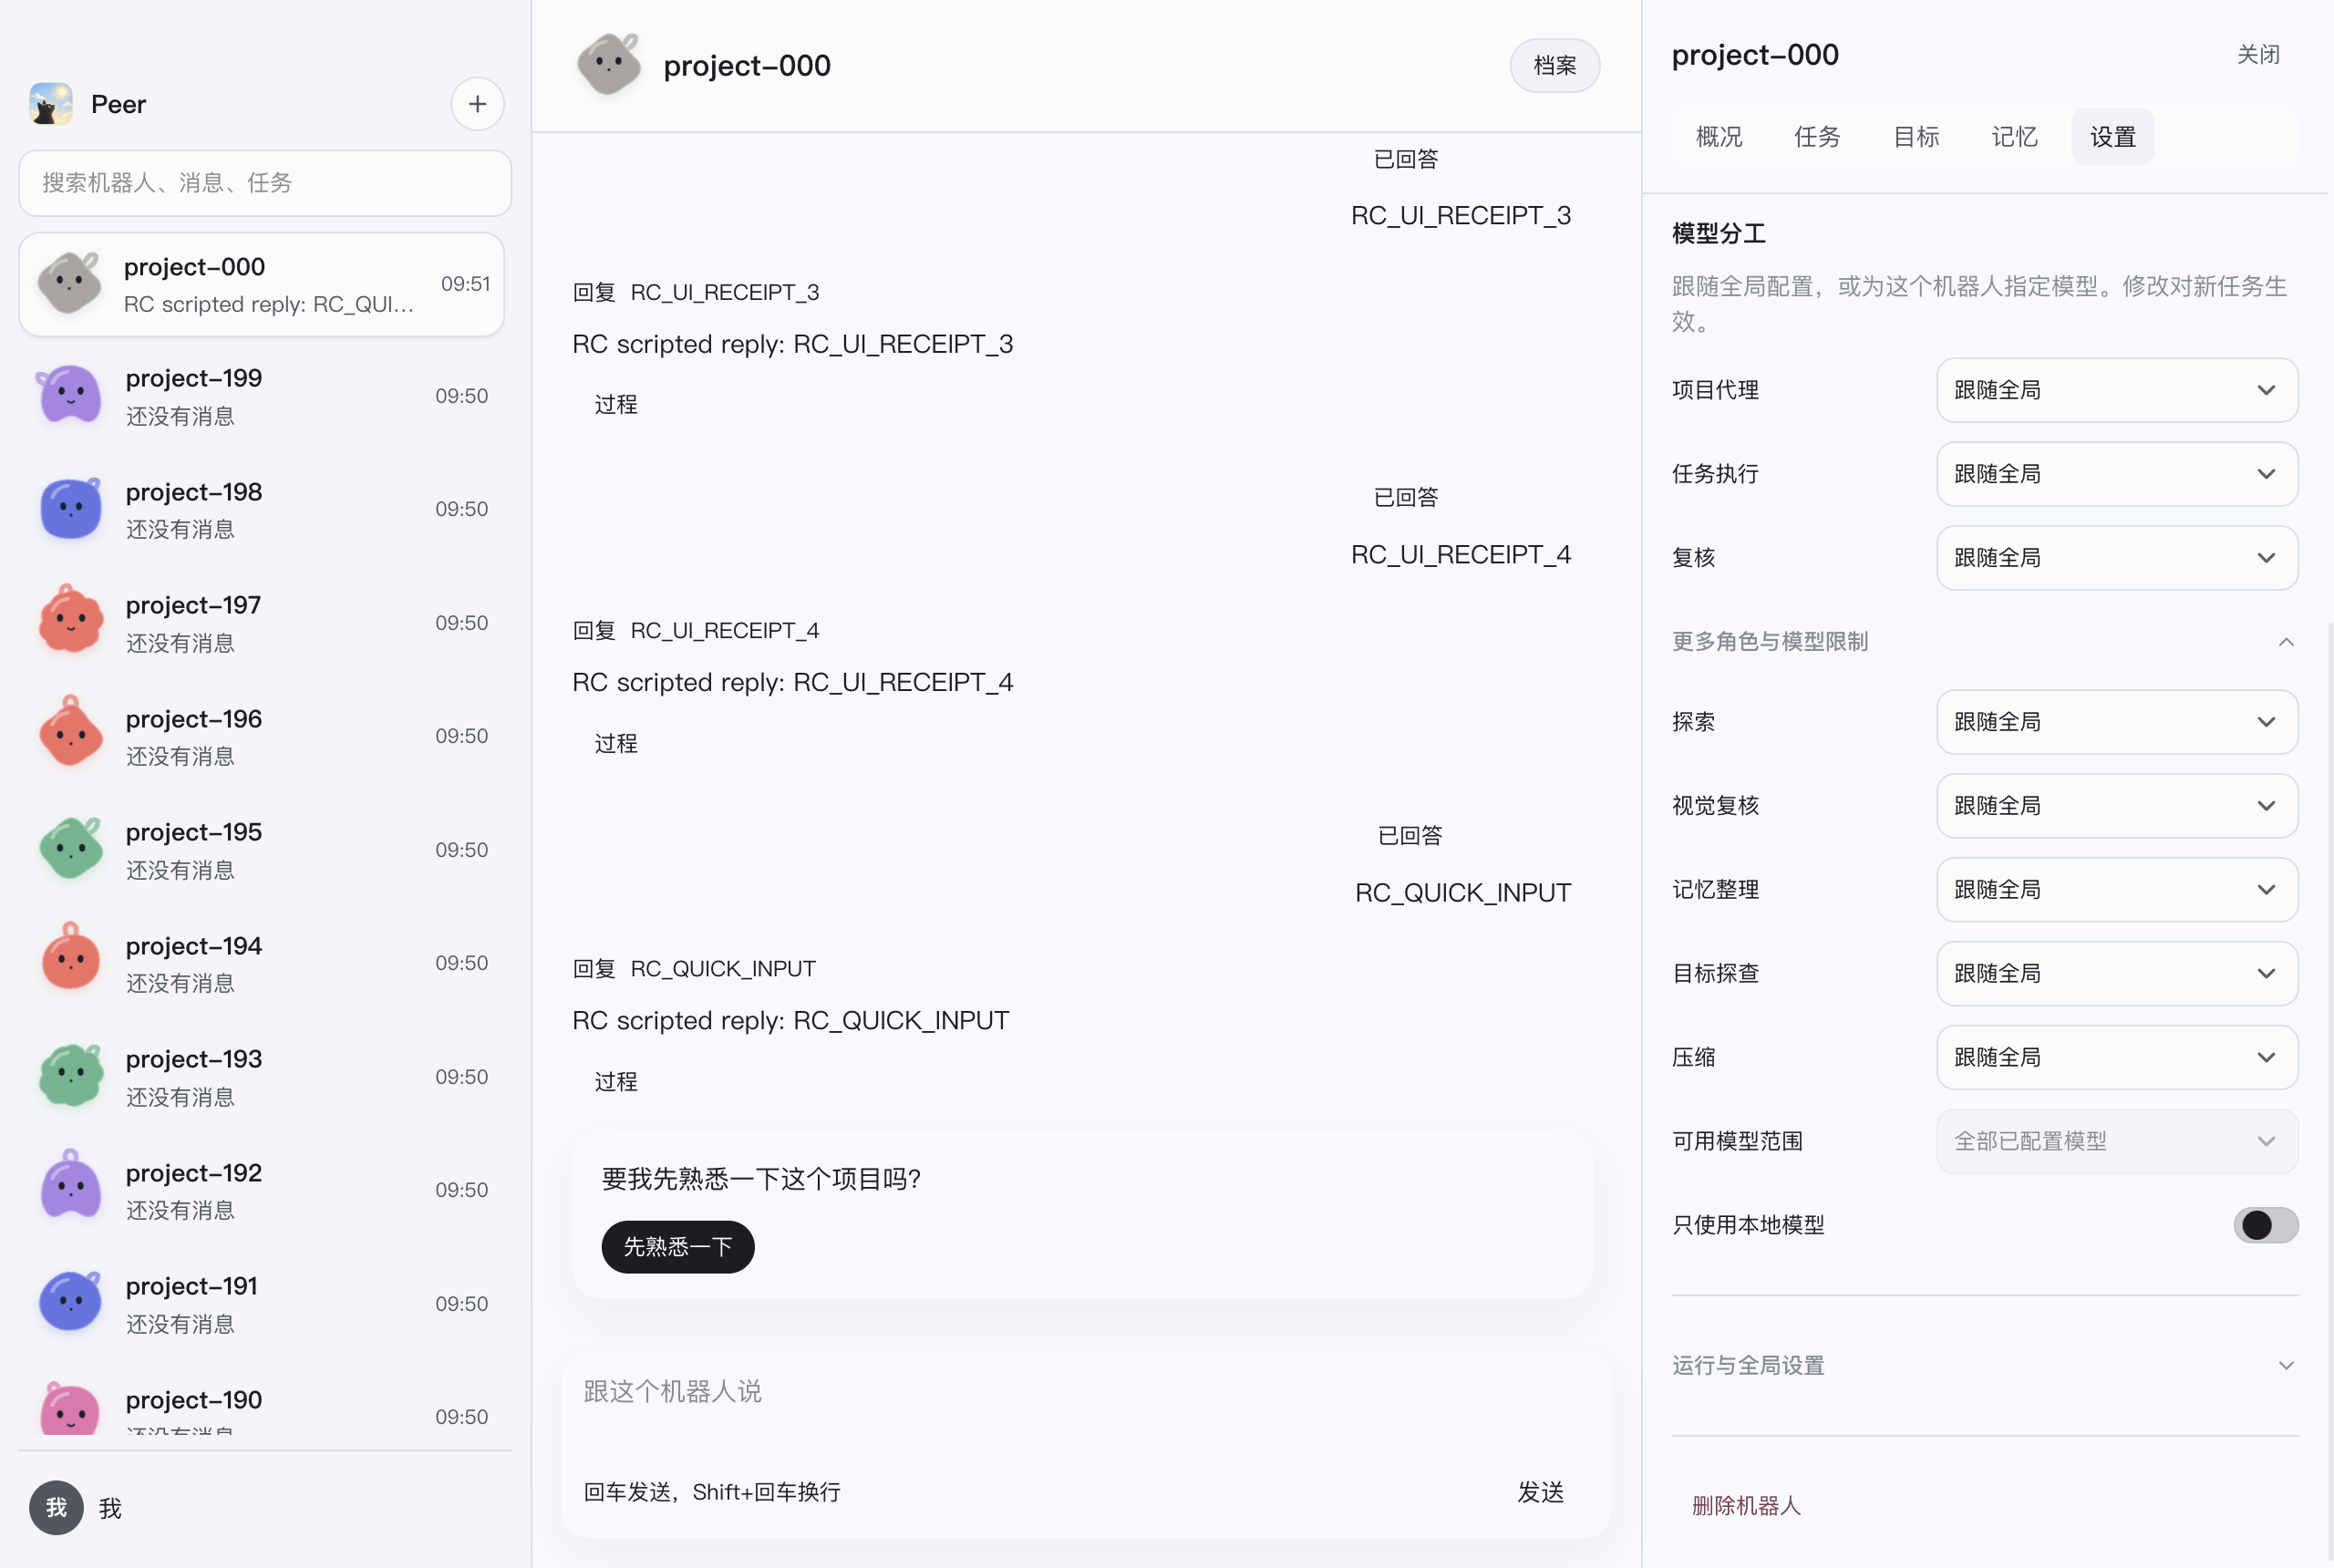 Peer
+
搜索机器人、消息、任务
project-000
09:51
RC scripted reply: RC_QUI...
project-199
09:50
还没有消息
project-198
09:50
还没有消息
project-197
09:50
还没有消息
project-196
09:50
还没有消息
project-195
09:50
还没有消息
project-194
09:50
还没有消息
project-193
09:50
还没有消息
project-192
09:50
还没有消息
project-191
09:50
还没有消息
project-190
09:50
还没有消息
我 我
project-000
档案
已回答
RC_UI_RECEIPT_3
回复 RC_UI_RECEIPT_3
RC scripted reply: RC_UI_RECEIPT_3
过程
已回答
RC_UI_RECEIPT_4
回复 RC_UI_RECEIPT_4
RC scripted reply: RC_UI_RECEIPT_4
过程
已回答
RC_QUICK_INPUT
回复 RC_QUICK_INPUT
RC scripted reply: RC_QUICK_INPUT
过程
要我先熟悉一下这个项目吗?
先熟悉一下
跟这个机器人说
回车发送，Shift+回车换行
发送
project-000
关闭
概况 任务 目标 记忆 设置
模型分工
跟随全局配置，或为这个机器人指定模型。修改对新任务生
效。
项目代理 跟随全局
任务执行 跟随全局
复核 跟随全局
更多角色与模型限制
探索 跟随全局
视觉复核 跟随全局
记忆整理 跟随全局
目标探查 跟随全局
压缩 跟随全局
可用模型范围 全部已配置模型
只使用本地模型
运行与全局设置
删除机器人